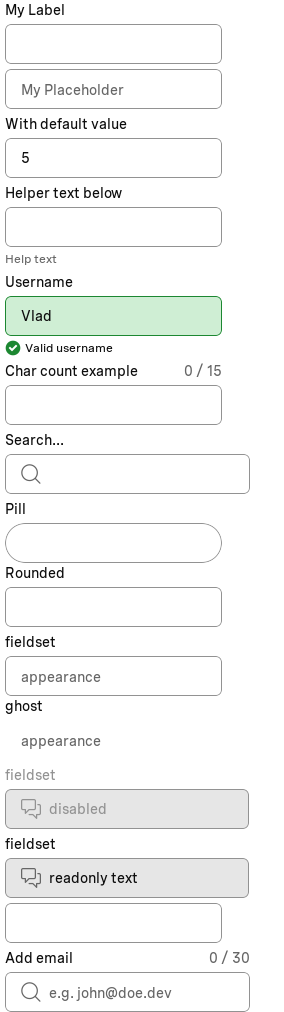 My Label
My Placeholder
With default value
5
Helper text below
Help text
Username
Vlad
Valid username
Char count example 0 / 15
Search...
Pill
Rounded
fieldset
appearance
ghost
appearance
fieldset
disabled
fieldset
readonly text
Add email 0 / 30
e.g. john@doe.dev